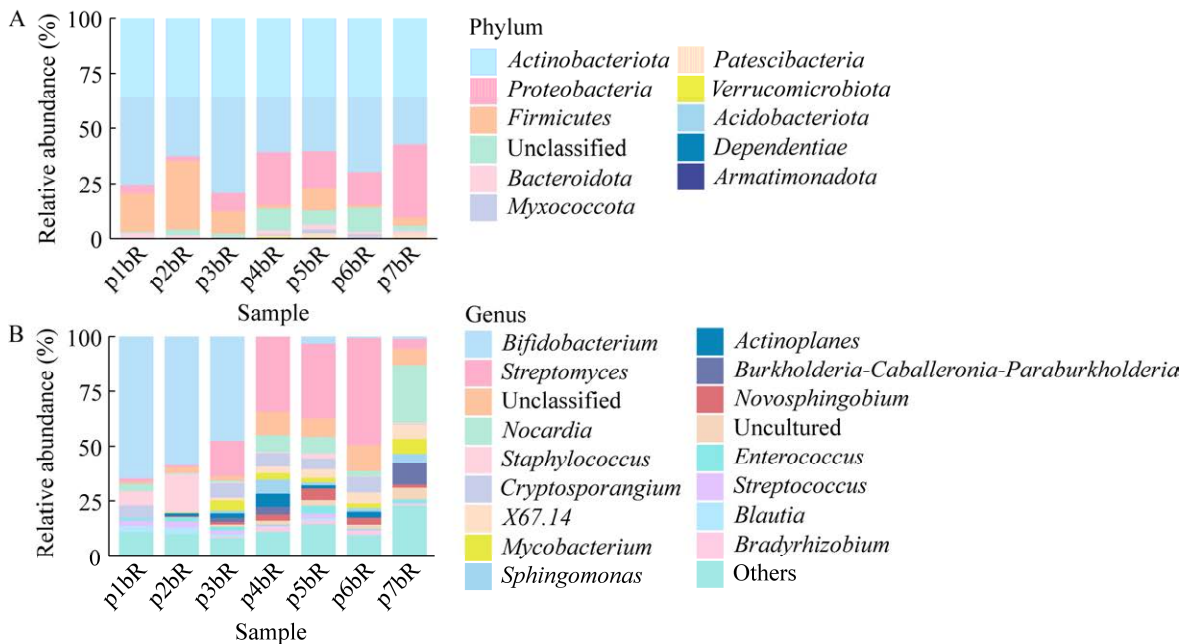 A
Relative abundance (%)
100
75
50
25
0
p1bR
p2bR
p3bR
p4bR
p5bR
p6bR
p7bR
Sample
Phylum
Actinobacteriota
Proteobacteria
Firmicutes
Unclassified
Bacteroidota
Myxococcota
Patescibacteria
Verrucomicrobiota
Acidobacteriota
Dependentiae
Armatimonadota
B
Relative abundance (%)
100
75
50
25
0
p1bR
p2bR
p3bR
p4bR
p5bR
p6bR
p7bR
Sample
Genus
Bifidobacterium
Streptomyces
Unclassified
Nocardia
Staphylococcus
Cryptosporangium
X67.14
Mycobacterium
Sphingomonas
Actinoplanes
Burkholderia-Caballeronia-Paraburkholderia
Novosphingobium
Uncultured
Enterococcus
Streptococcus
Blautia
Bradyrhizobium
Others